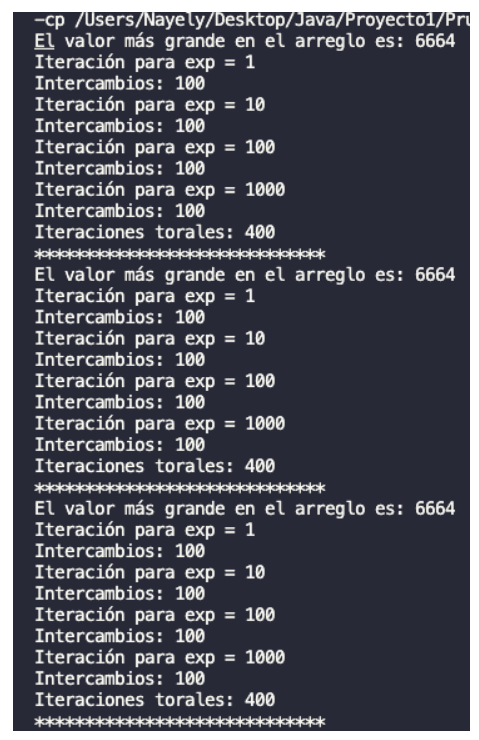 -cp /Users/Nayely/Desktop/Java/Proyecto1/Pru
El valor más grande en el arreglo es: 6664
Iteración para exp = 1
Intercambios: 100
Iteración para exp = 10
Intercambios: 100
Iteración para exp = 100
Intercambios: 100
Iteración para exp = 1000
Intercambios: 100
Iteraciones torales: 400
*****************************
El valor más grande en el arreglo es: 6664
Iteración para exp = 1
Intercambios: 100
Iteración para exp = 10
Intercambios: 100
Iteración para exp = 100
Intercambios: 100
Iteración para exp = 1000
Intercambios: 100
Iteraciones torales: 400
*****************************
El valor más grande en el arreglo es: 6664
Iteración para exp = 1
Intercambios: 100
Iteración para exp = 10
Intercambios: 100
Iteración para exp = 100
Intercambios: 100
Iteración para exp = 1000
Intercambios: 100
Iteraciones torales: 400
*****************************